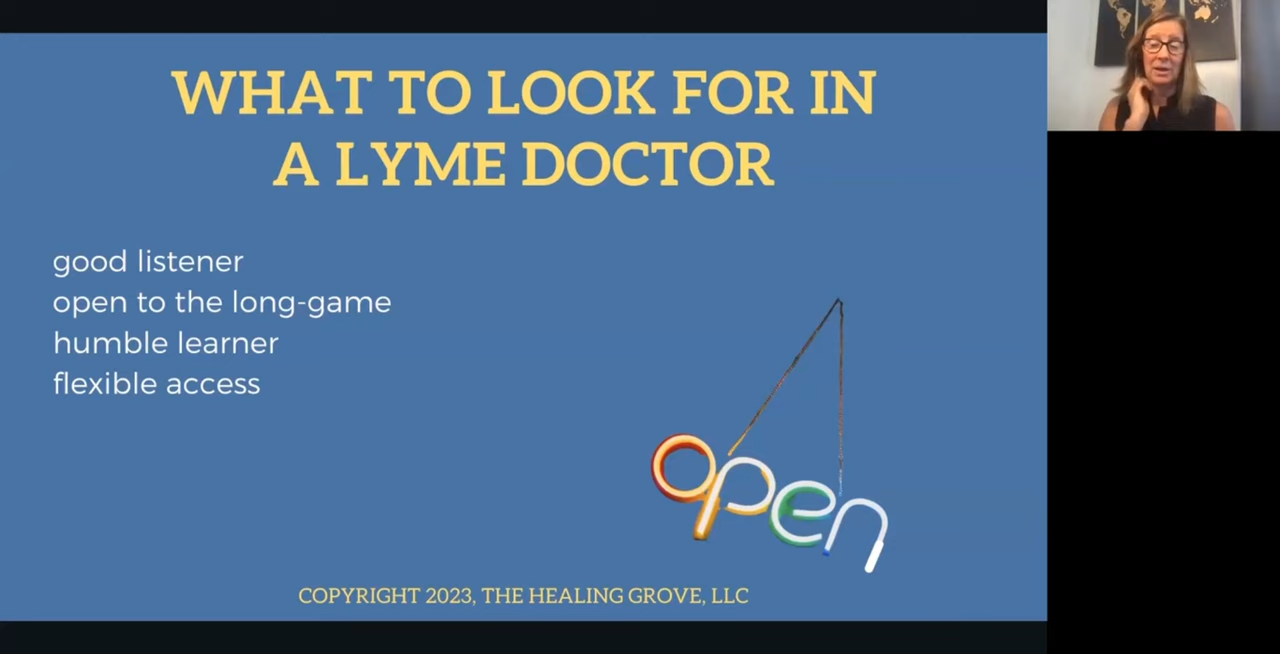 WHAT TO LOOK FOR IN
A LYME DOCTOR
good listener
open to the long-game
humble learner
flexible access
open
COPYRIGHT 2023, THE HEALING GROVE, LLC